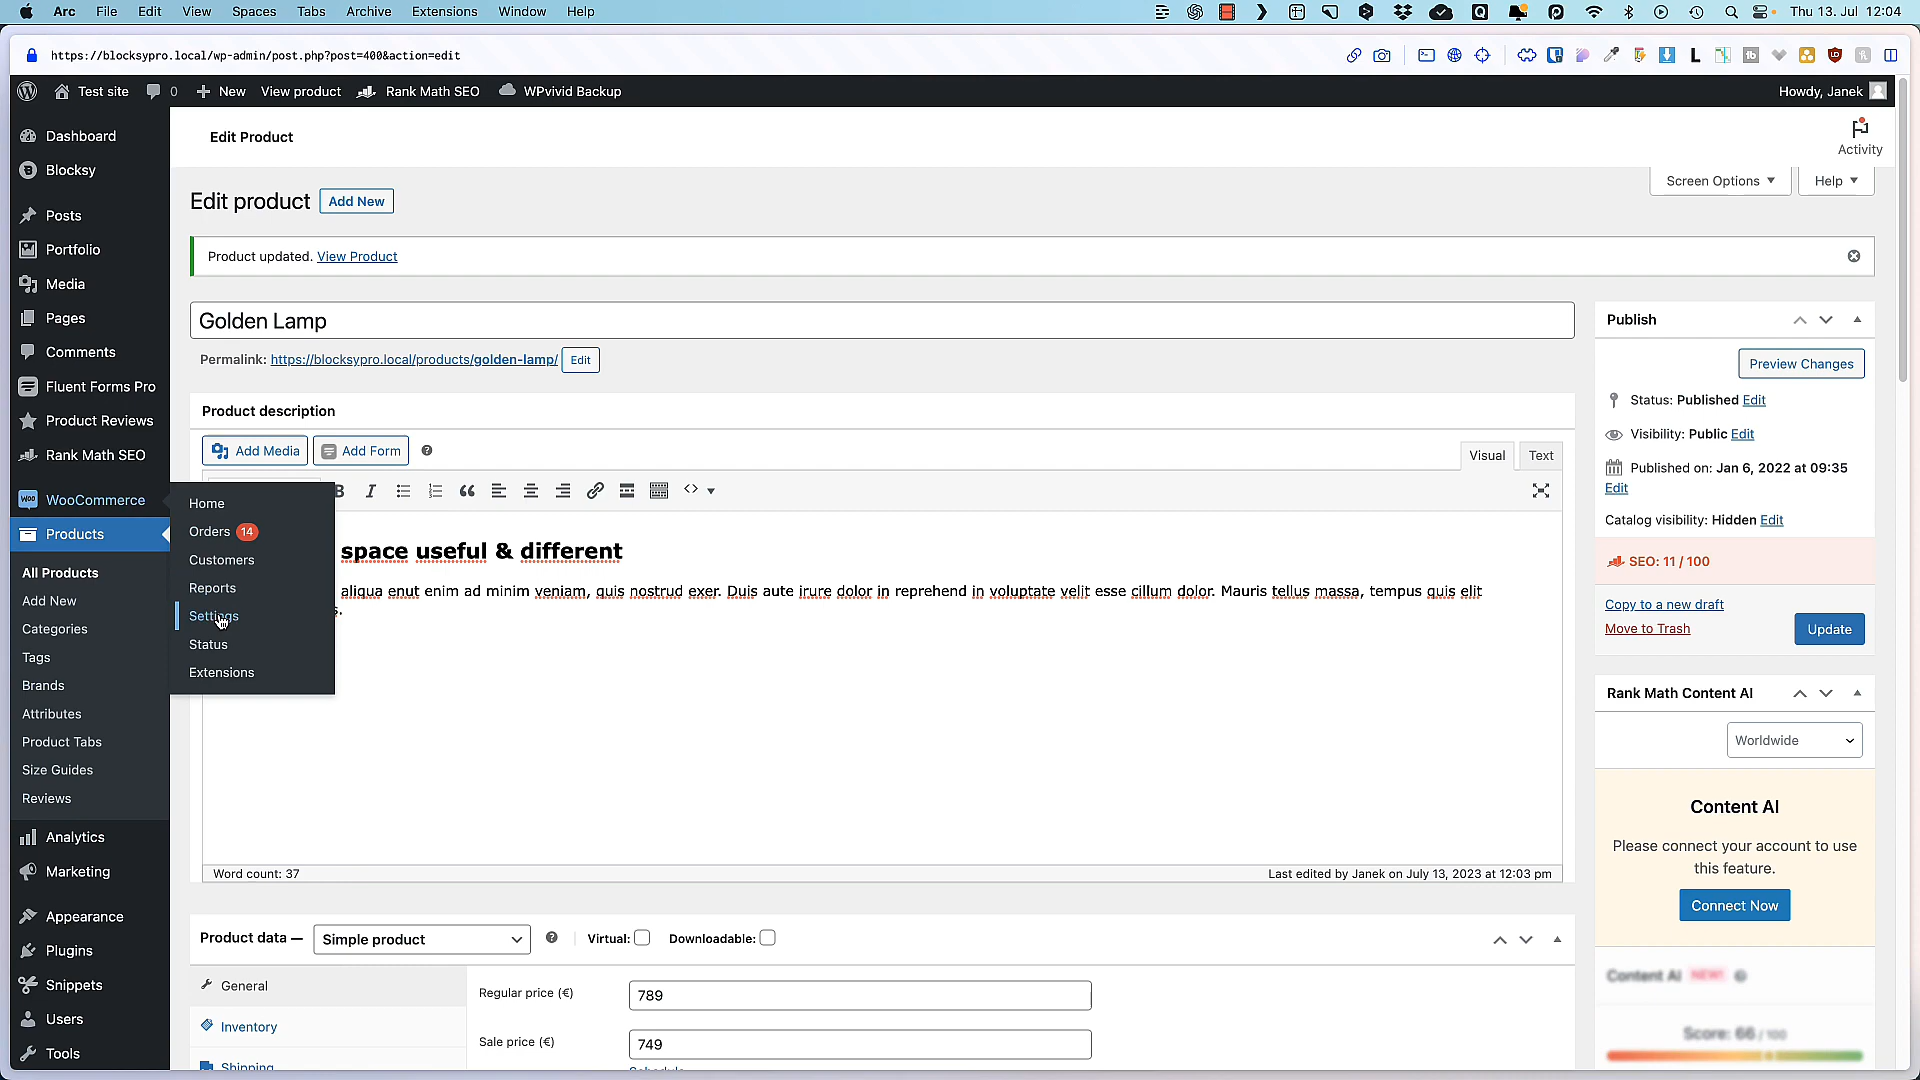 Arc File Edit View Spaces Tabs Archive Extensions Window Help Thu 13. Jul 12:04
https://blocksypro.local/wp-admin/post.php?post=400&action=edit
Test site 0 New View product Rank Math SEO WPvivid Backup Howdy, Janek
Dashboard
Blocksy
Posts
Portfolio
Media
Pages
Comments
Fluent Forms Pro
Product Reviews
Rank Math SEO
WooCommerce
Products
All Products
Add New
Categories
Tags
Brands
Attributes
Product Tabs
Size Guides
Reviews
Analytics
Marketing
Appearance
Plugins
Snippets
Users
Tools
Home
Orders 14
Customers
Reports
Settings
Status
Extensions
Edit Product
Activity
Screen Options
Help
Edit product Add New
Product updated. View Product
Golden Lamp
Permalink: https://blocksypro.local/products/golden-lamp/ Edit
Product description
Add Media Add Form
Visual Text
space useful & different
aliqua enut enim ad minim veniam, quis nostrud exer. Duis aute irure dolor in reprehend in voluptate velit esse cillum dolor. Mauris tellus massa, tempus quis elit
Word count: 37
Last edited by Janek on July 13, 2023 at 12:03 pm
Product data — Simple product Virtual: Downloadable:
General
Inventory
Shipping
Regular price (€) 789
Sale price (€) 749
Schedule
Publish
Preview Changes
Status: Published Edit
Visibility: Public Edit
Published on: Jan 6, 2022 at 09:35
Edit
Catalog visibility: Hidden Edit
SEO: 11 / 100
Copy to a new draft
Move to Trash
Update
Rank Math Content AI
Worldwide
Content AI
Please connect your account to use
this feature.
Connect Now
Content AI NEW!
Score: 66 / 100